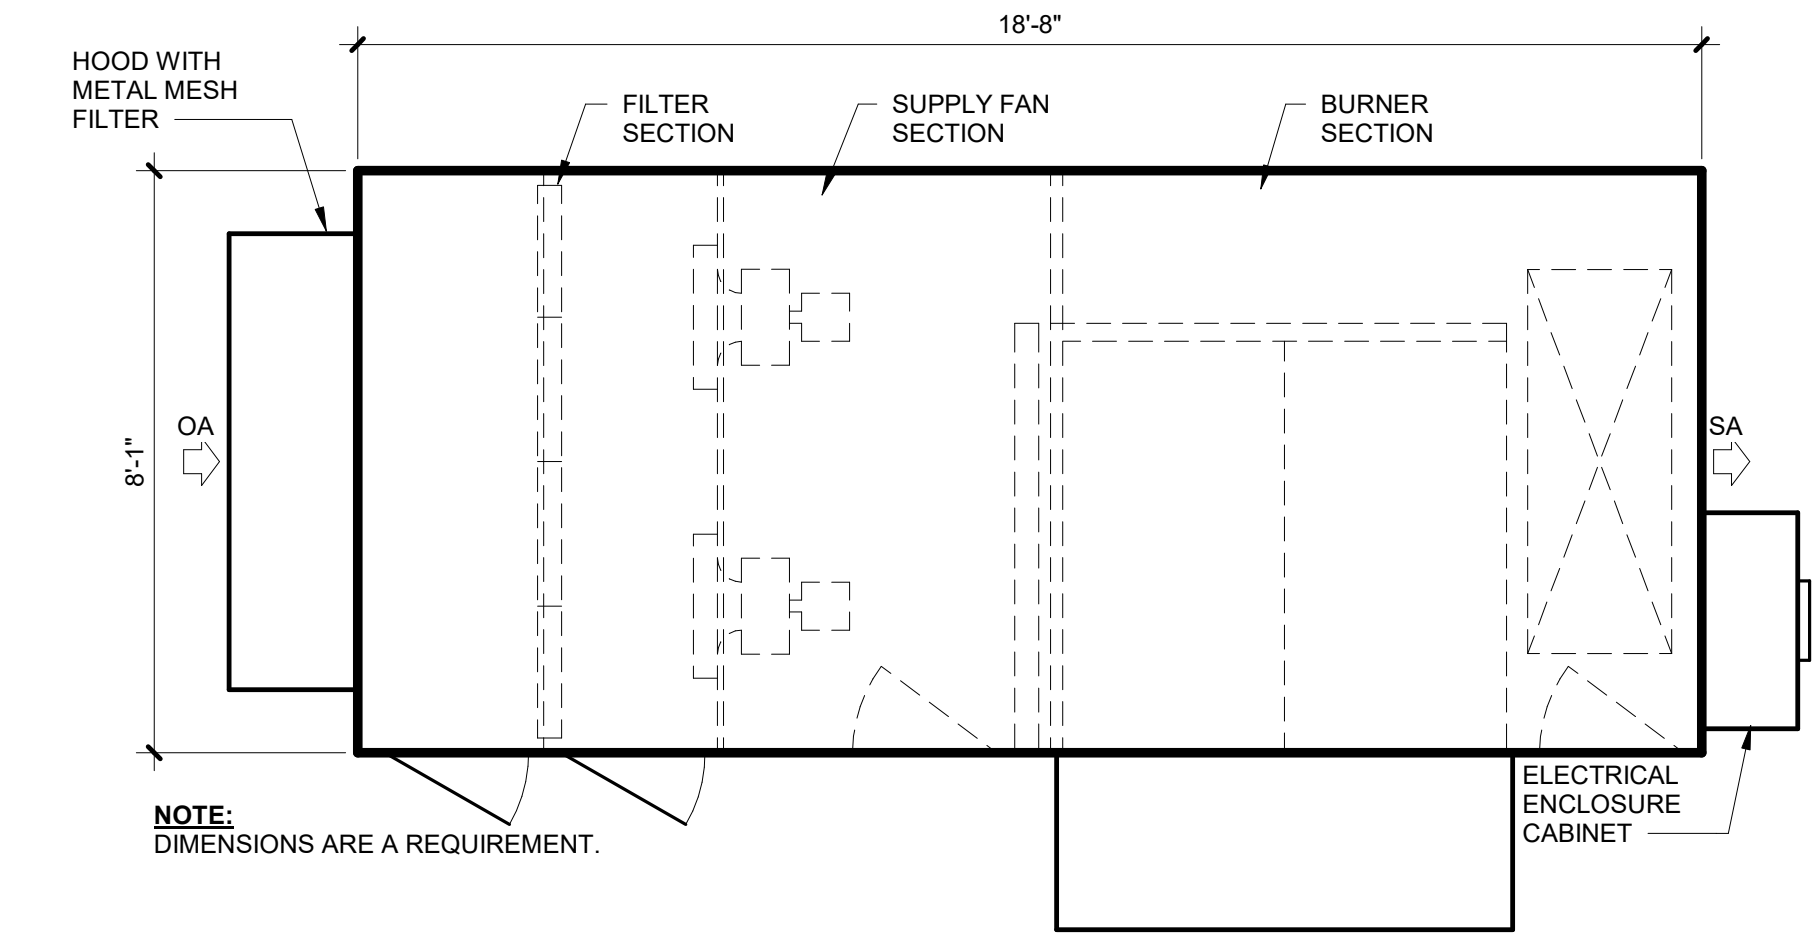 18'-8"
HOOD WITH
METAL MESH
FILTER
FILTER
SECTION
SUPPLY FAN
SECTION
BURNER
SECTION
OA
8'-1"
SA
ELECTRICAL
ENCLOSURE
CABINET
NOTE:
DIMENSIONS ARE A REQUIREMENT.